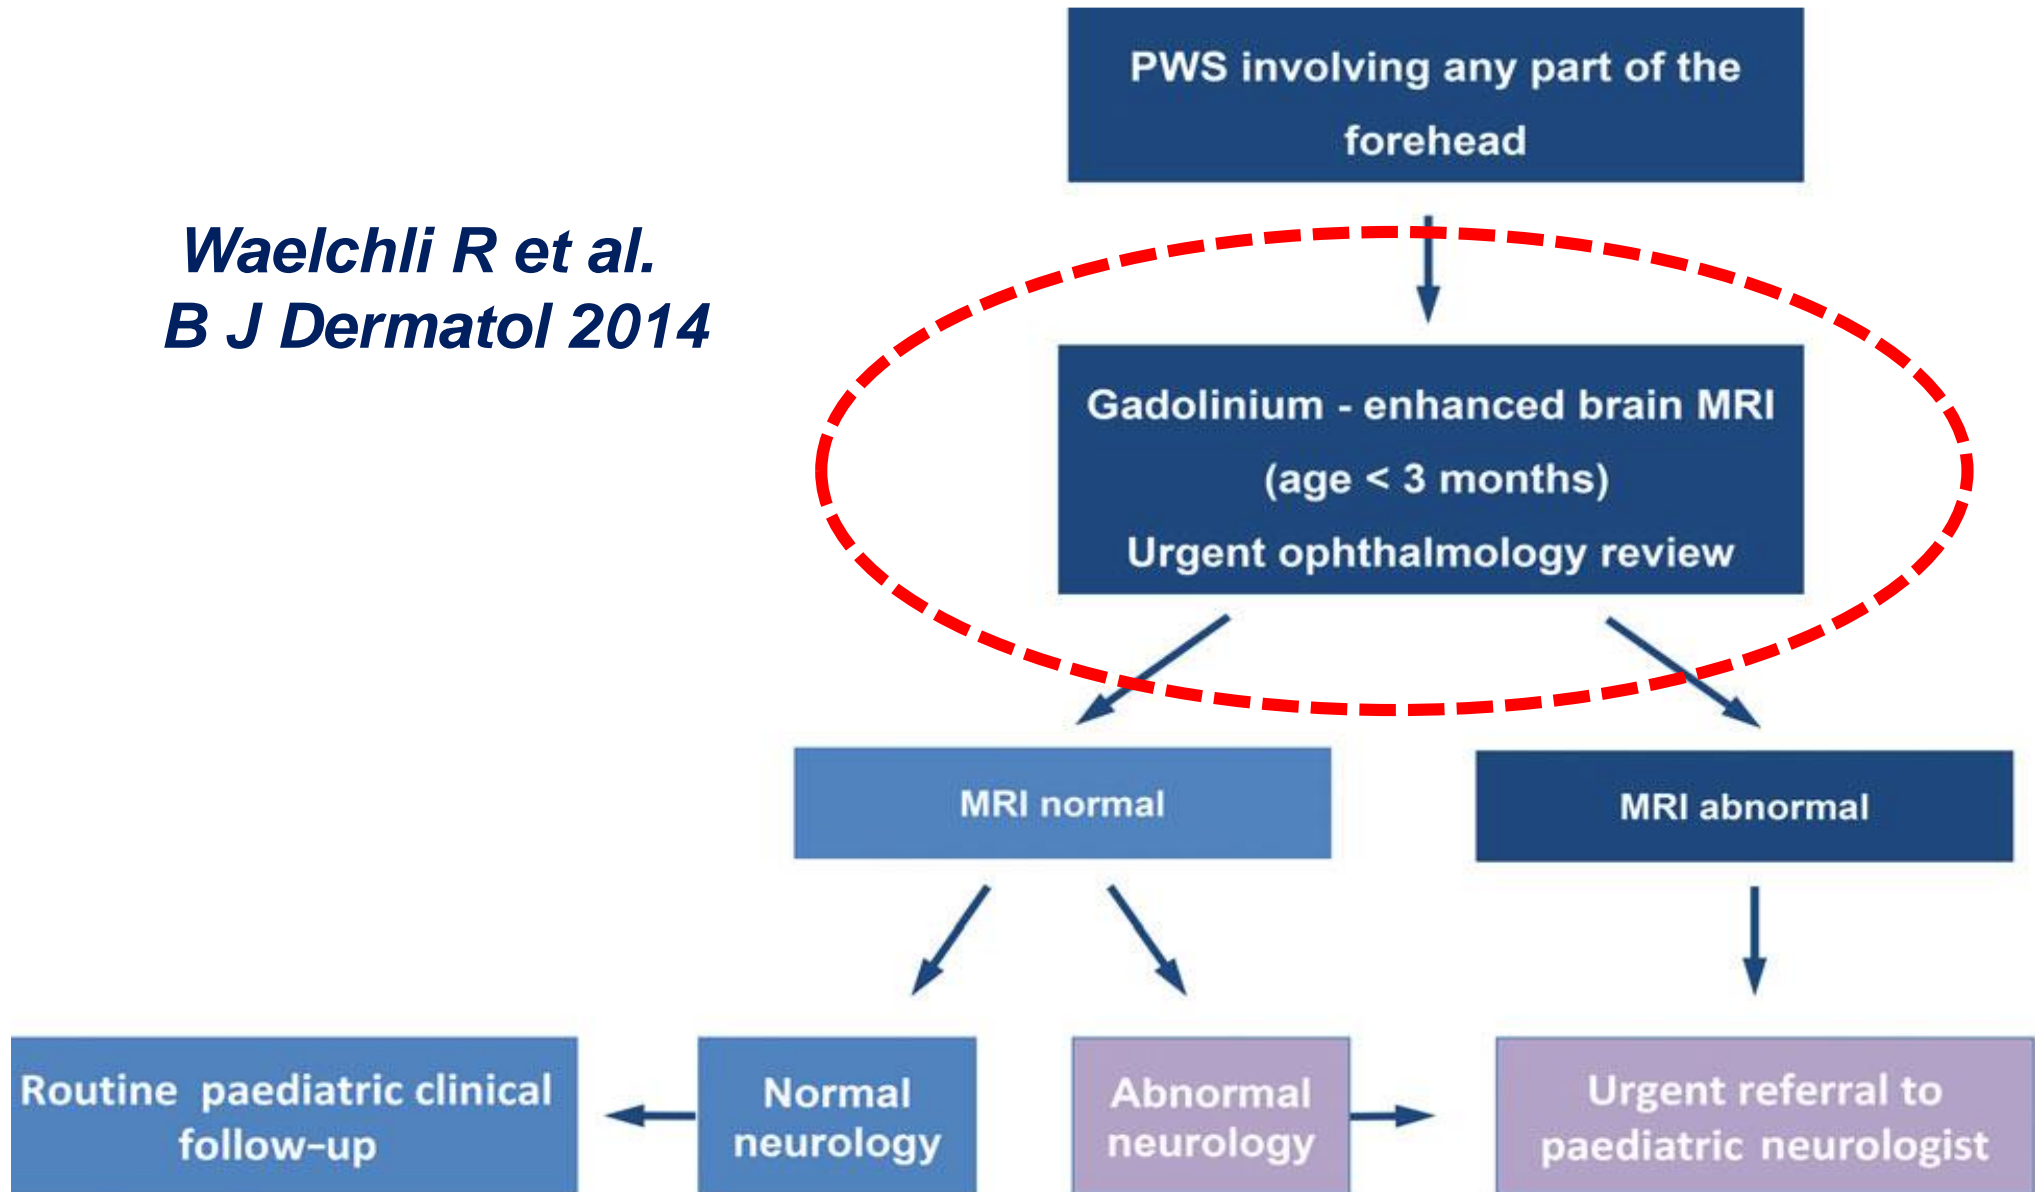 PWS involving any part of the
forehead
Waelchli R et al.
B J Dermatol 2014
Gadolinium - enhanced brain MRI
(age < 3 months)
Urgent ophthalmology review
MRI normal
MRI abnormal
Routine paediatric clinical
follow-up
Normal
neurology
Abnormal
neurology
Urgent referral to
paediatric neurologist